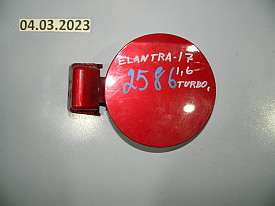 04.03.2023
ELANTRA-17
1,6-
2586 TURBO,